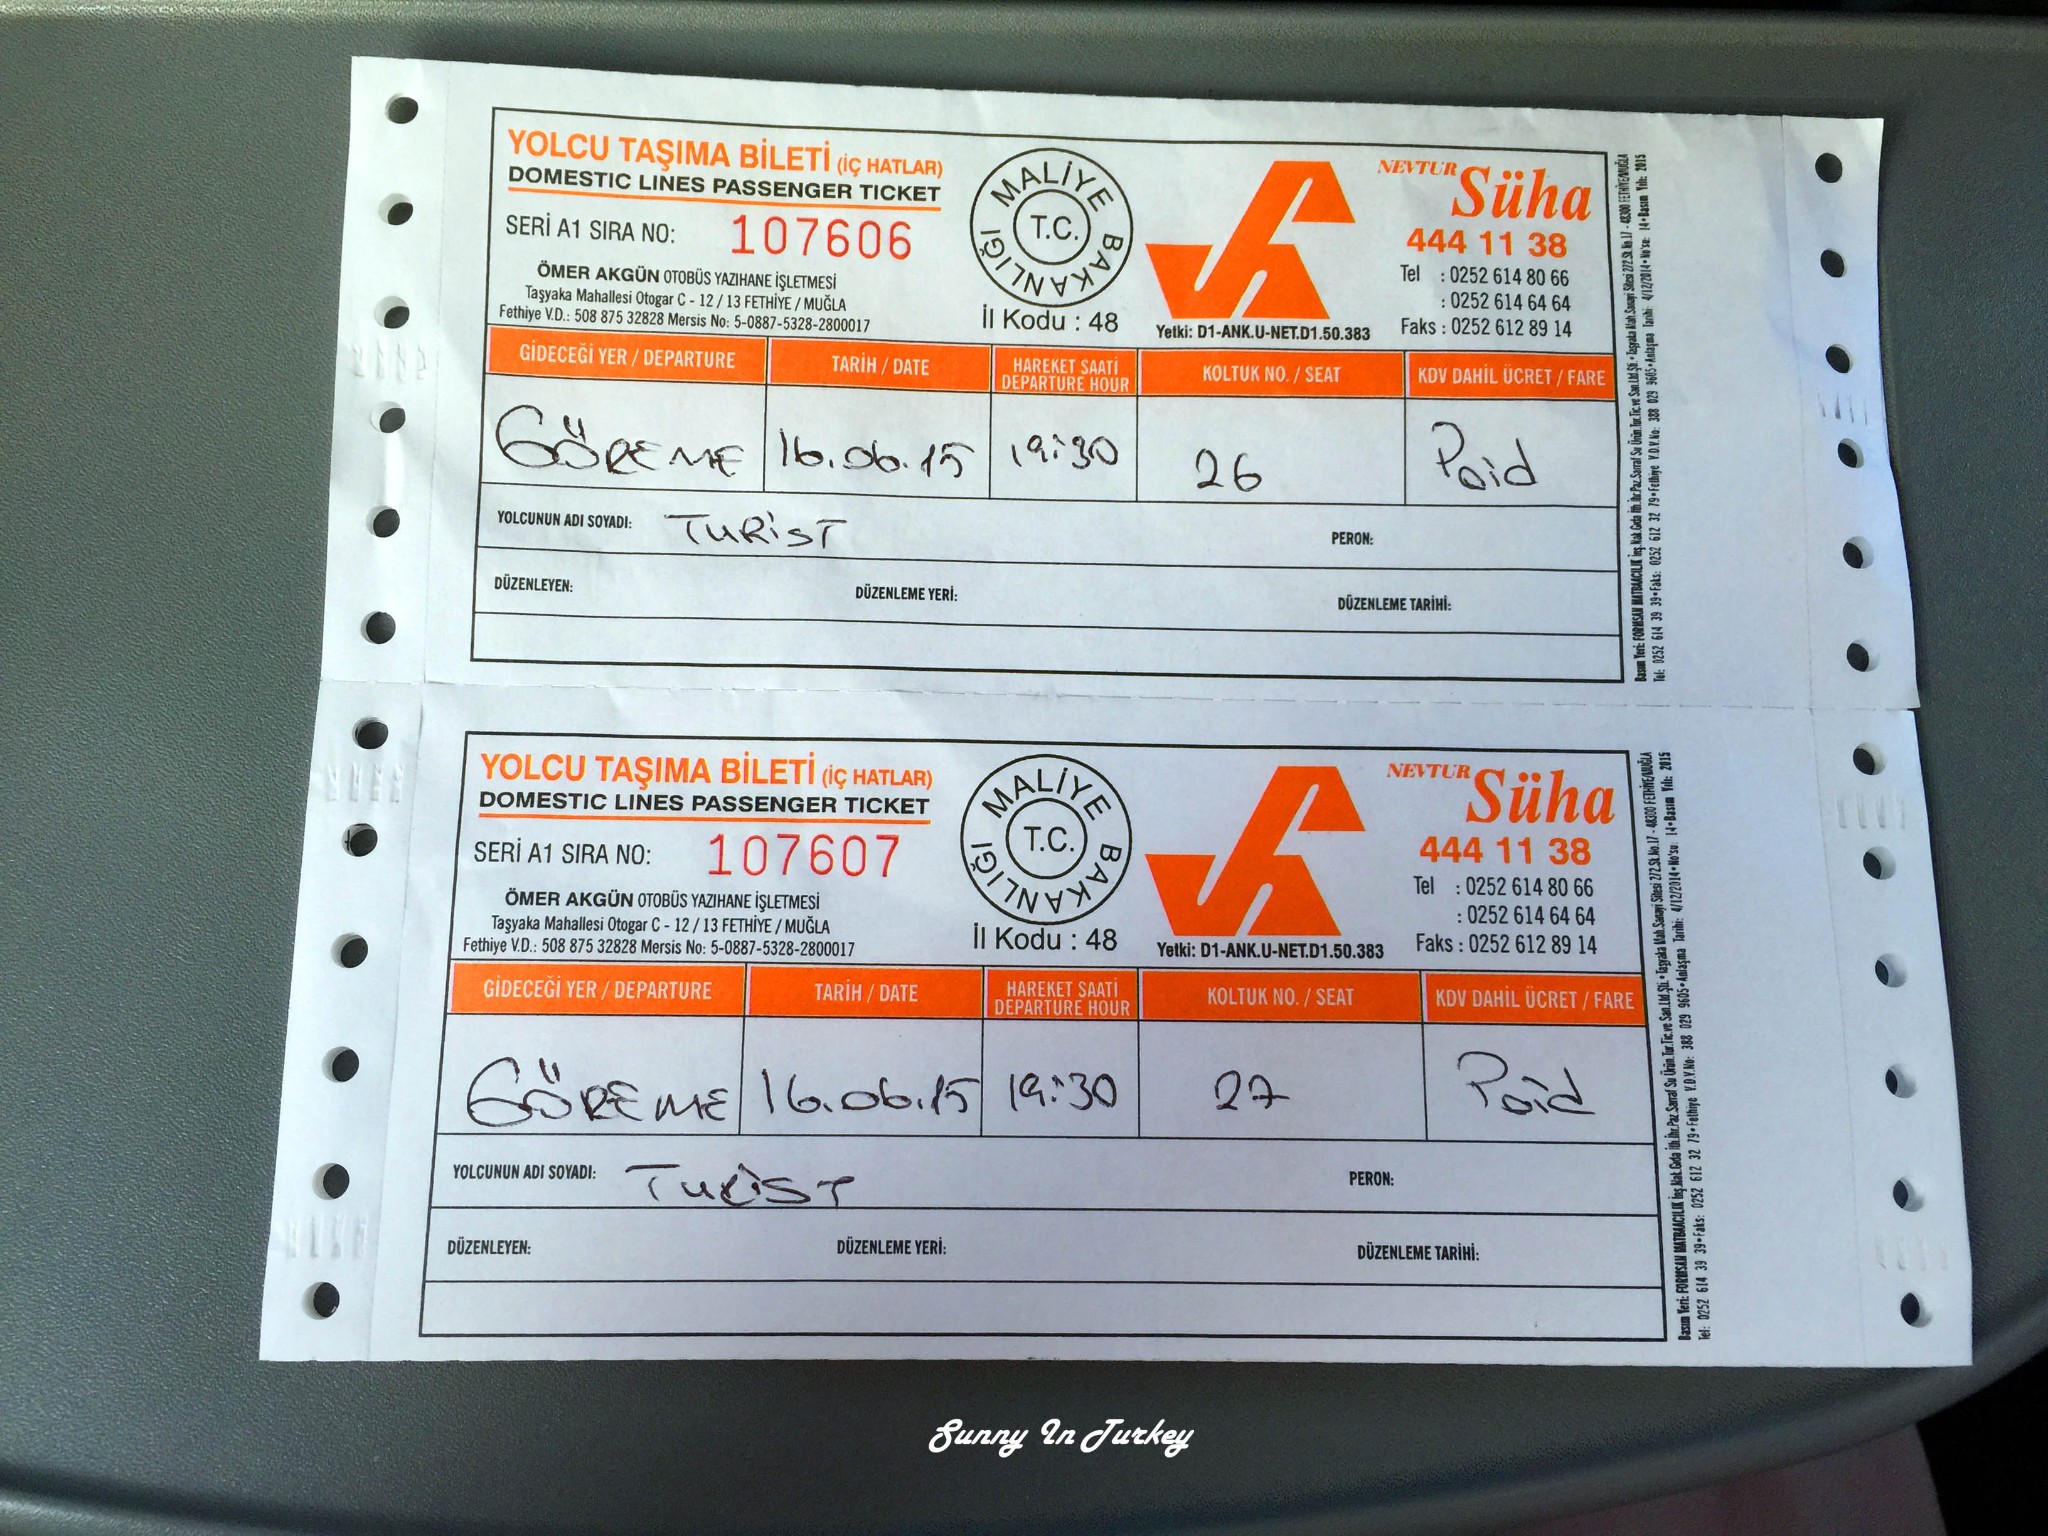 YOLCU TAŞIMA BİLETİ (İÇ HATLAR)
DOMESTIC LINES PASSENGER TICKET
SERİ A1 SIRA NO: 107606
ÖMER AKGÜN OTOBÜS YAZIHANE İŞLETMESİ
Taşyaka Mahallesi Otogar C - 12 / 13 FETHİYE / MUĞLA
Fethiye V.D.: 508 875 32828 Mersis No: 5-0887-5328-2800017
MALİYE BAKANLIĞI
T.C.
İl Kodu : 48
Yetki: D1-ANK.U-NET.D1.50.383
NEVTUR
Süha
444 11 38
Tel : 0252 614 80 66
: 0252 614 64 64
Faks : 0252 612 89 14
GİDECEĞİ YER / DEPARTURE TARİH / DATE HAREKET SAATİ DEPARTURE HOUR KOLTUK NO. / SEAT KDV DAHİL ÜCRET / FARE
GÖREME 16.06.15 19:30 26 Paid
YOLCUNUN ADI SOYADI: TURİST PERON:
DÜZENLEYEN: DÜZENLEME YERİ: DÜZENLEME TARİHİ:
YOLCU TAŞIMA BİLETİ (İÇ HATLAR)
DOMESTIC LINES PASSENGER TICKET
SERİ A1 SIRA NO: 107607
ÖMER AKGÜN OTOBÜS YAZIHANE İŞLETMESİ
Taşyaka Mahallesi Otogar C - 12 / 13 FETHİYE / MUĞLA
Fethiye V.D.: 508 875 32828 Mersis No: 5-0887-5328-2800017
MALİYE BAKANLIĞI
T.C.
İl Kodu : 48
Yetki: D1-ANK.U-NET.D1.50.383
NEVTUR
Süha
444 11 38
Tel : 0252 614 80 66
: 0252 614 64 64
Faks : 0252 612 89 14
GİDECEĞİ YER / DEPARTURE TARİH / DATE HAREKET SAATİ DEPARTURE HOUR KOLTUK NO. / SEAT KDV DAHİL ÜCRET / FARE
GÖREME 16.06.15 19:30 27 Paid
YOLCUNUN ADI SOYADI: TURİST PERON:
DÜZENLEYEN: DÜZENLEME YERİ: DÜZENLEME TARİHİ:
Sunny In Turkey